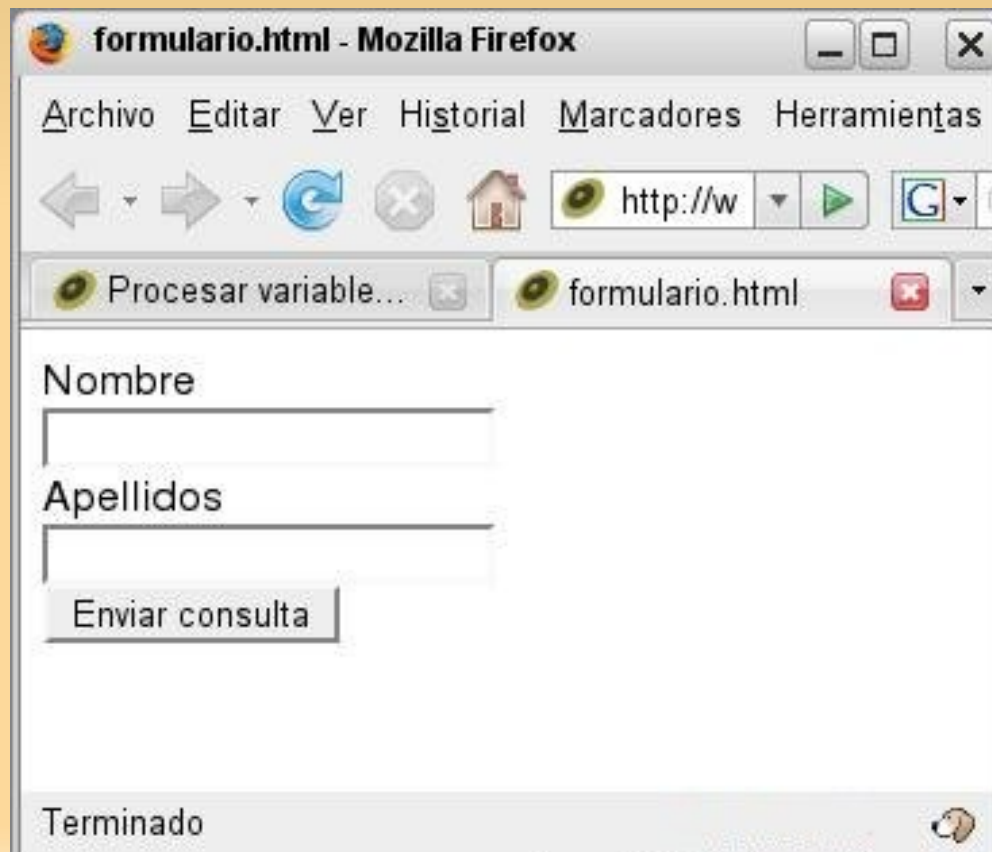 formulario.html - Mozilla Firefox
Archivo Editar Ver Historial Marcadores Herramientas
http://w G
Procesar variable... formulario.html
Nombre
Apellidos
Enviar consulta
Terminado